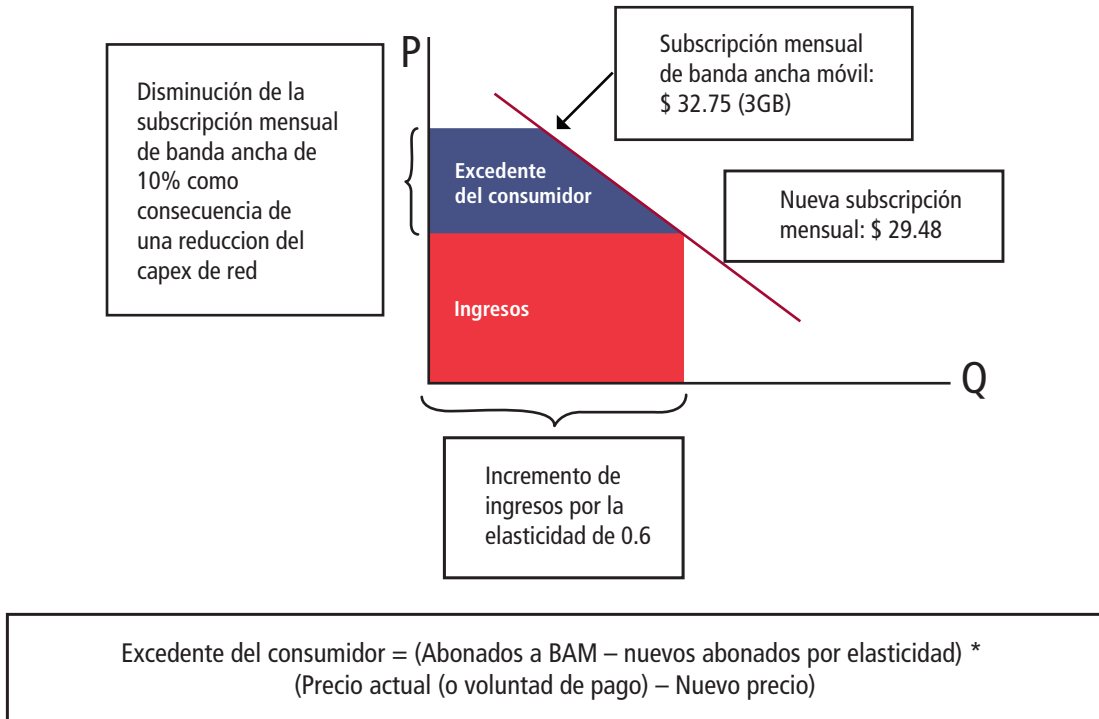 P
Disminución de la
subscripción mensual
de banda ancha de
10% como
consecuencia de
una reduccion del
capex de red
Subscripción mensual
de banda ancha móvil:
$ 32.75 (3GB)
Excedente
del consumidor
Nueva subscripción
mensual: $ 29.48
Ingresos
Q
Incremento de
ingresos por la
elasticidad de 0.6
Excedente del consumidor = (Abonados a BAM – nuevos abonados por elasticidad) *
(Precio actual (o voluntad de pago) – Nuevo precio)